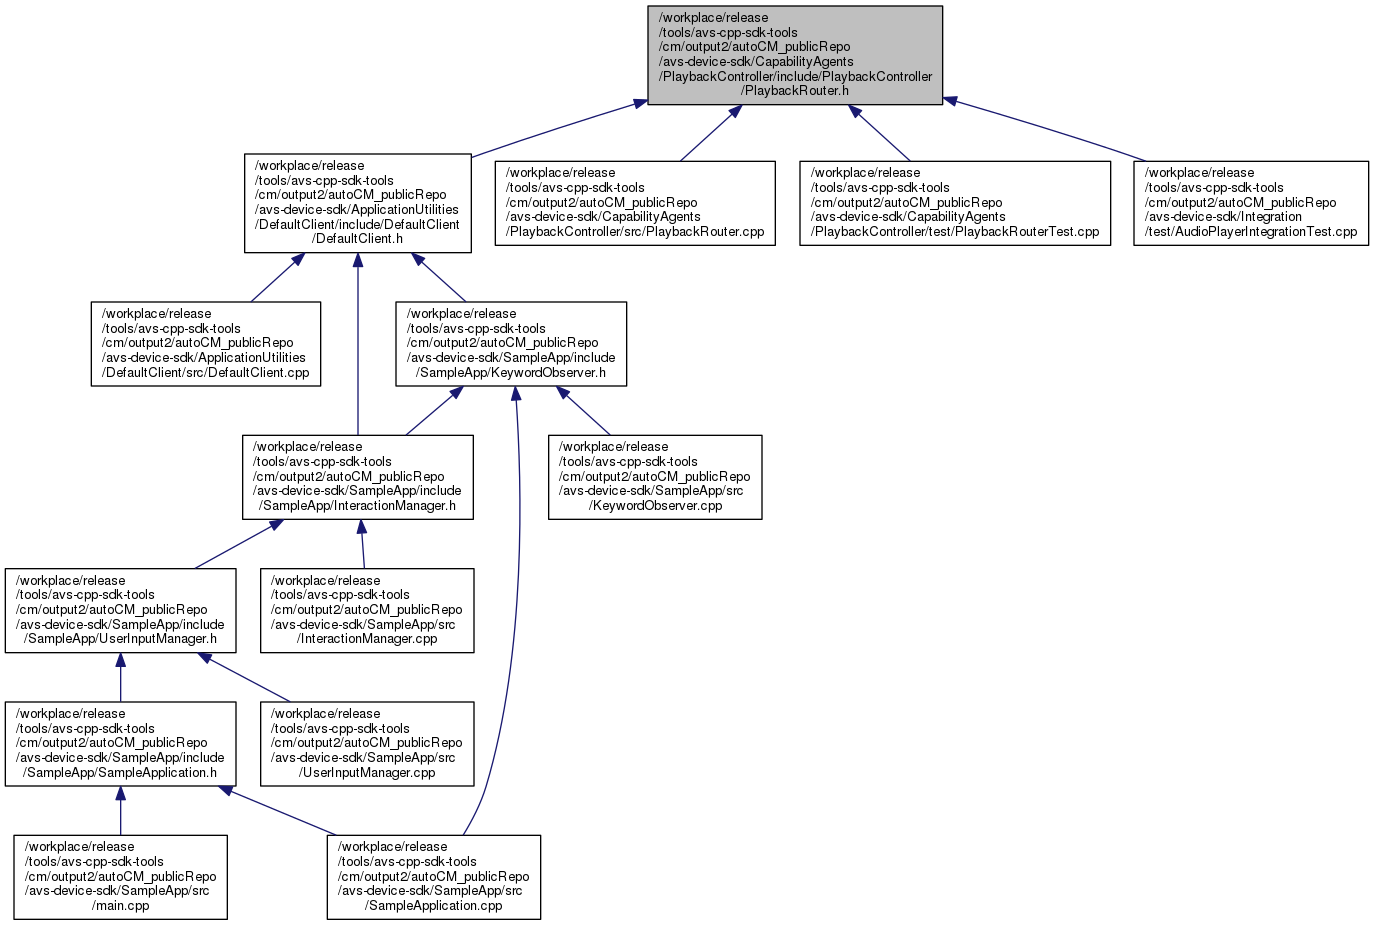 /workplace/release
/tools/avs-cpp-sdk-tools
/cm/output2/autoCM_publicRepo
/avs-device-sdk/CapabilityAgents
/PlaybackController/include/PlaybackController
/PlaybackRouter.h
/workplace/release
/tools/avs-cpp-sdk-tools
/cm/output2/autoCM_publicRepo
/avs-device-sdk/ApplicationUtilities
/DefaultClient/include/DefaultClient
/DefaultClient.h
/workplace/release
/tools/avs-cpp-sdk-tools
/cm/output2/autoCM_publicRepo
/avs-device-sdk/CapabilityAgents
/PlaybackController/src/PlaybackRouter.cpp
/workplace/release
/tools/avs-cpp-sdk-tools
/cm/output2/autoCM_publicRepo
/avs-device-sdk/CapabilityAgents
/PlaybackController/test/PlaybackRouterTest.cpp
/workplace/release
/tools/avs-cpp-sdk-tools
/cm/output2/autoCM_publicRepo
/avs-device-sdk/Integration
/test/AudioPlayerIntegrationTest.cpp
/workplace/release
/tools/avs-cpp-sdk-tools
/cm/output2/autoCM_publicRepo
/avs-device-sdk/ApplicationUtilities
/DefaultClient/src/DefaultClient.cpp
/workplace/release
/tools/avs-cpp-sdk-tools
/cm/output2/autoCM_publicRepo
/avs-device-sdk/SampleApp/include
/SampleApp/KeywordObserver.h
/workplace/release
/tools/avs-cpp-sdk-tools
/cm/output2/autoCM_publicRepo
/avs-device-sdk/SampleApp/include
/SampleApp/InteractionManager.h
/workplace/release
/tools/avs-cpp-sdk-tools
/cm/output2/autoCM_publicRepo
/avs-device-sdk/SampleApp/src
/KeywordObserver.cpp
/workplace/release
/tools/avs-cpp-sdk-tools
/cm/output2/autoCM_publicRepo
/avs-device-sdk/SampleApp/include
/SampleApp/UserInputManager.h
/workplace/release
/tools/avs-cpp-sdk-tools
/cm/output2/autoCM_publicRepo
/avs-device-sdk/SampleApp/src
/InteractionManager.cpp
/workplace/release
/tools/avs-cpp-sdk-tools
/cm/output2/autoCM_publicRepo
/avs-device-sdk/SampleApp/include
/SampleApp/SampleApplication.h
/workplace/release
/tools/avs-cpp-sdk-tools
/cm/output2/autoCM_publicRepo
/avs-device-sdk/SampleApp/src
/UserInputManager.cpp
/workplace/release
/tools/avs-cpp-sdk-tools
/cm/output2/autoCM_publicRepo
/avs-device-sdk/SampleApp/src
/main.cpp
/workplace/release
/tools/avs-cpp-sdk-tools
/cm/output2/autoCM_publicRepo
/avs-device-sdk/SampleApp/src
/SampleApplication.cpp